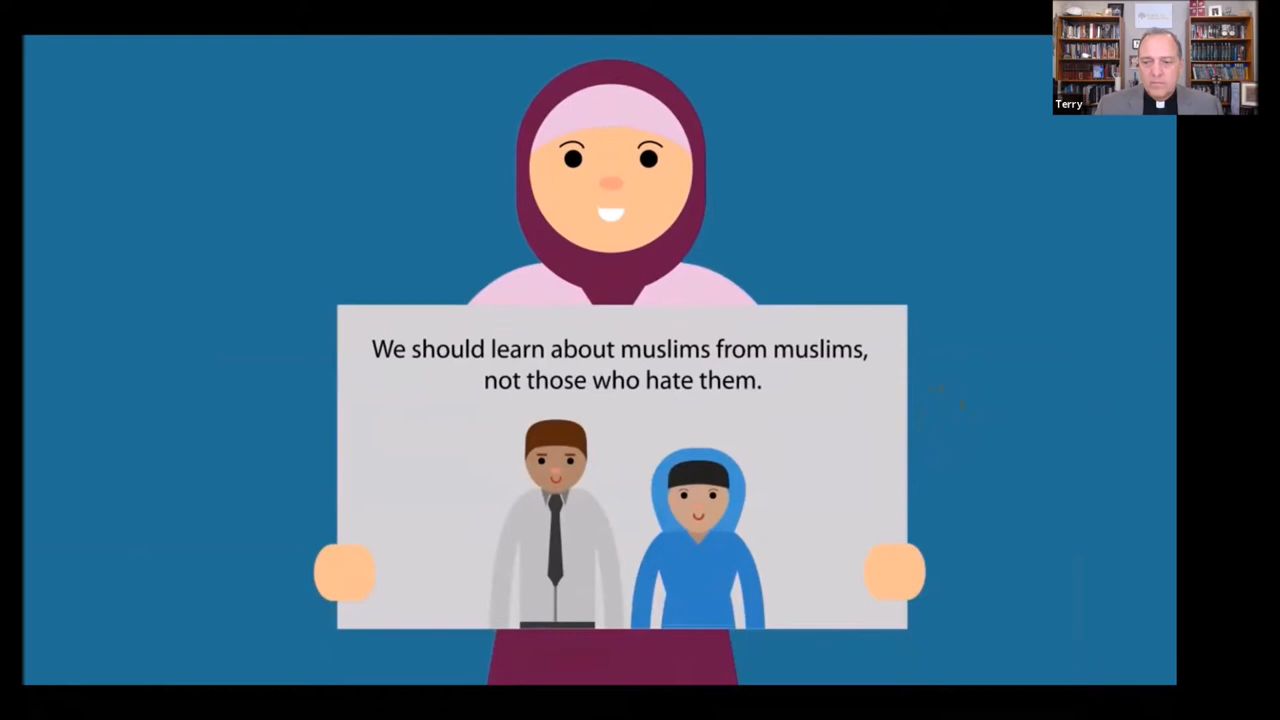 We should learn about muslims from muslims,
not those who hate them.
Terry